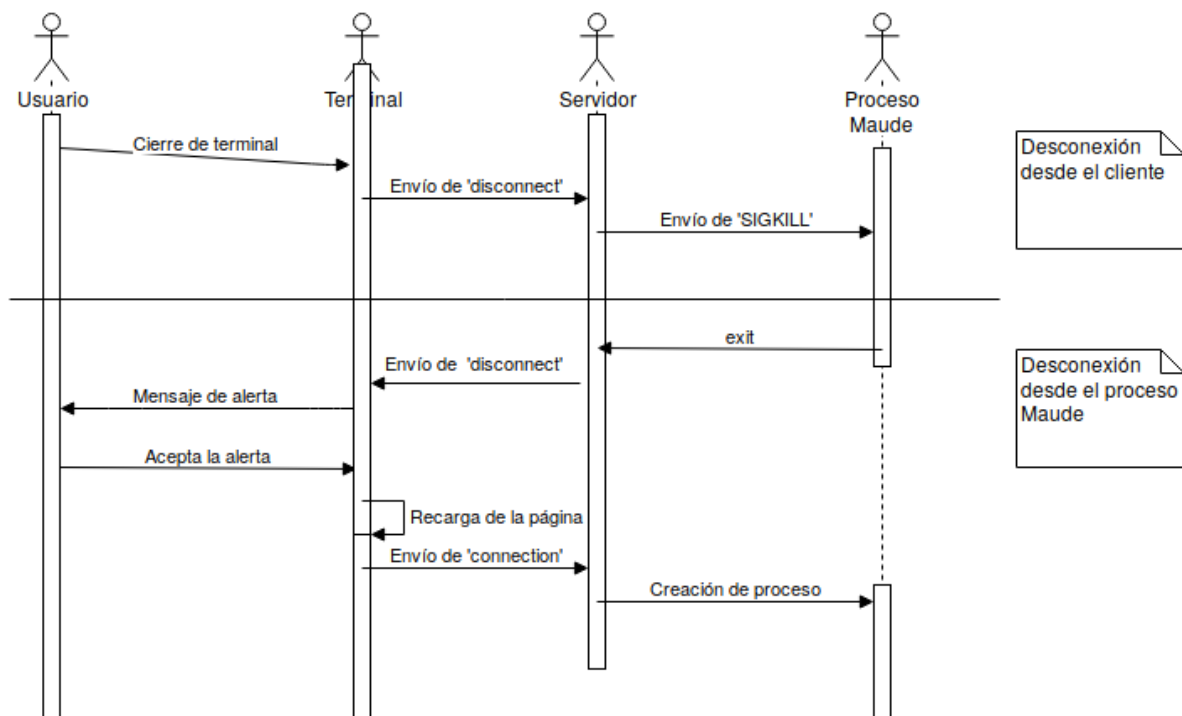 Usuario
Terminal
Servidor
Proceso
Maude
Cierre de terminal
Envío de 'disconnect'
Envío de 'SIGKILL'
Desconexión
desde el cliente
exit
Envío de 'disconnect'
Mensaje de alerta
Desconexión
desde el proceso
Maude
Acepta la alerta
Recarga de la página
Envío de 'connection'
Creación de proceso